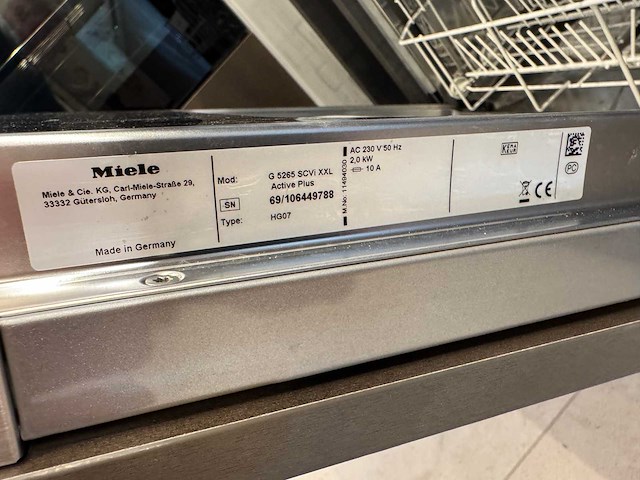 Miele
Miele & Cie. KG, Carl-Miele-Straße 29,
33332 Gütersloh, Germany
Made in Germany
Mod: G 5265 SCVi XXL
Active Plus
SN 69/106449788
Type: HG07
M.No. 11494030
AC 230 V 50 Hz
2,0 kW
10 A
CE
PC